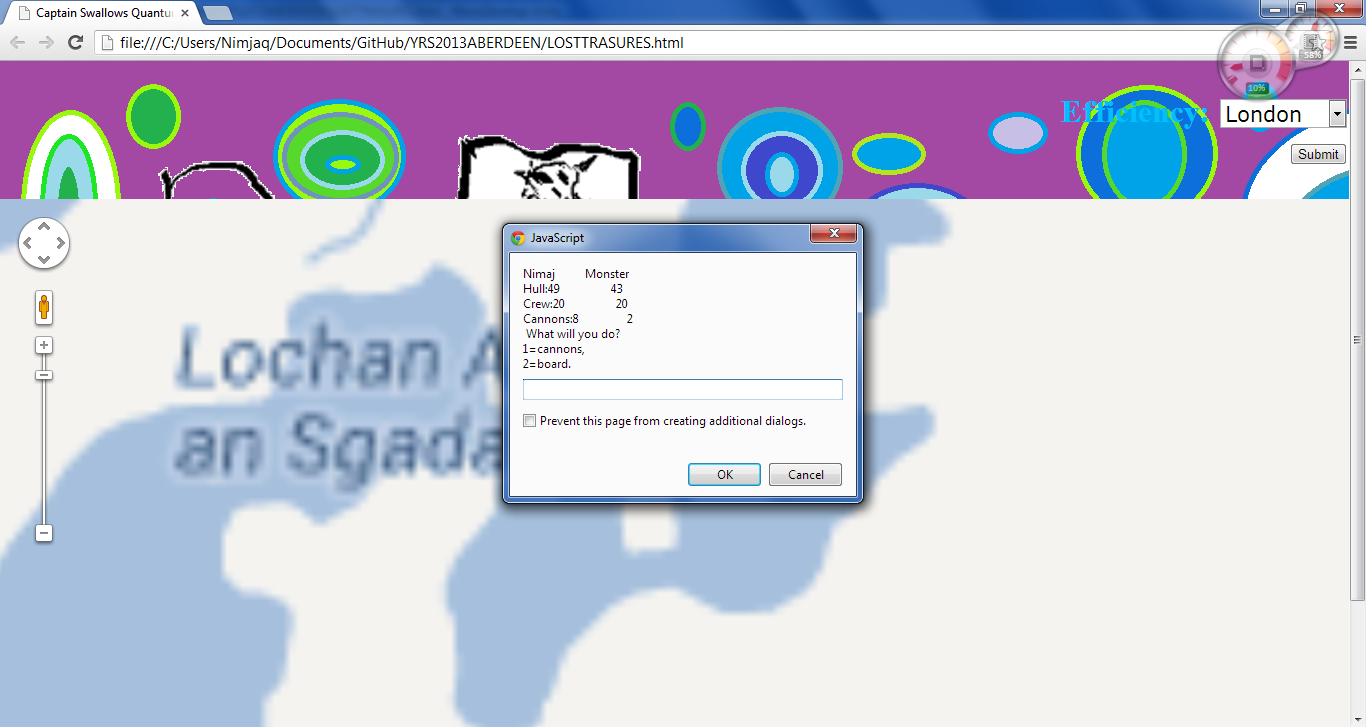 Captain Swallows Quantu
file:///C:/Users/Nimjaq/Documents/GitHub/YRS2013ABERDEEN/LOSTTRASURES.html
56%
10%
Efficiency: London
Submit
JavaScript
Nimaj Monster
Hull:49 43
Crew:20 20
Cannons:8 2
What will you do?
1=cannons,
2=board.
Prevent this page from creating additional dialogs.
OK Cancel
Lochan A
an Sgada